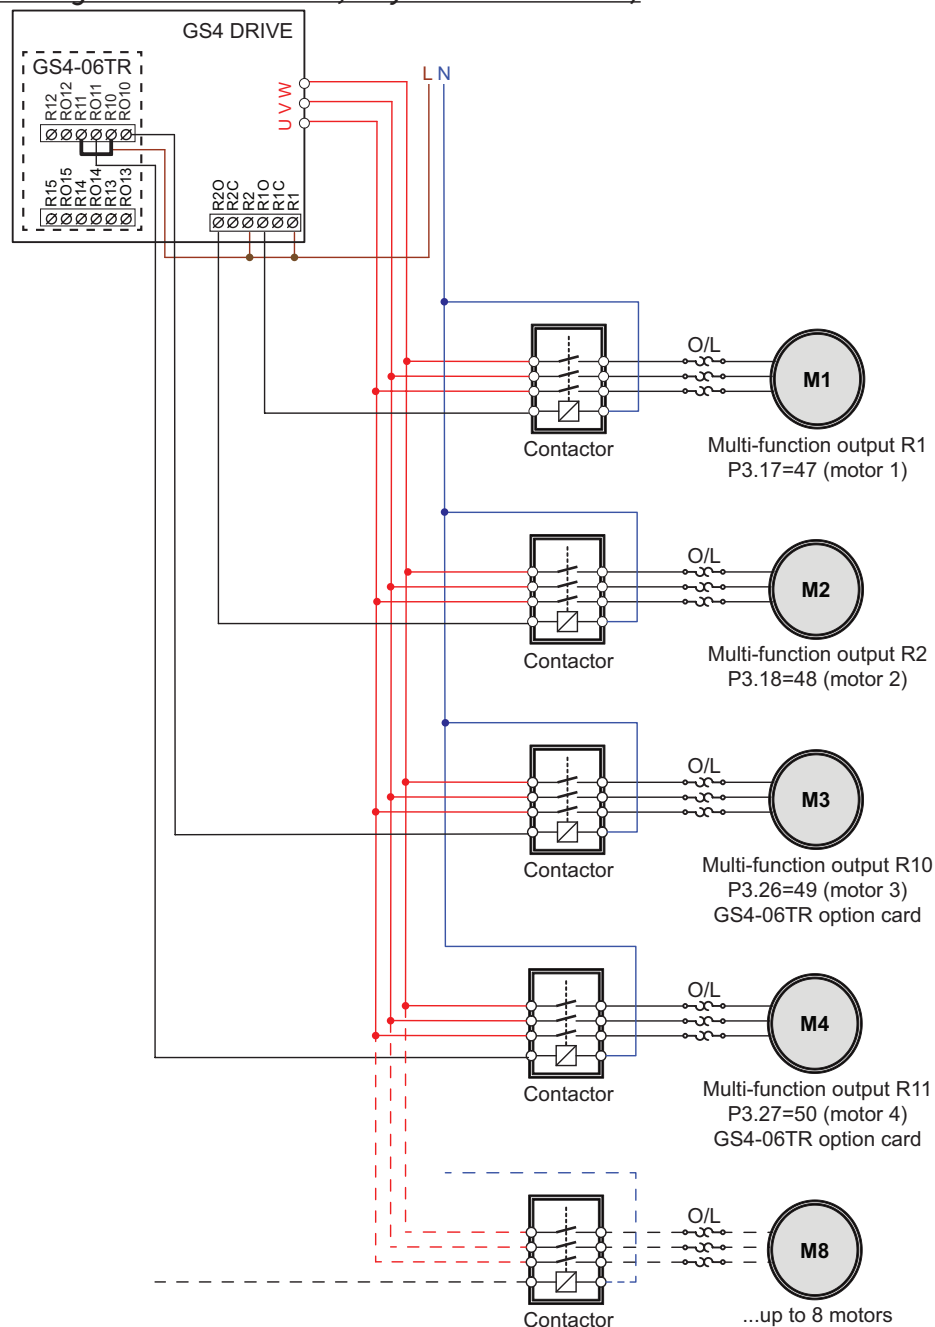 GS4 DRIVE
GS4-06TR
R12
RO12
R11
RO11
R10
RO10
R15
RO15
R14
RO14
R13
RO13
U V W
L N
R2O
R2C
R2
R1O
R1C
R1
O/L
M1
Contactor
Multi-function output R1
P3.17=47 (motor 1)
O/L
M2
Contactor
Multi-function output R2
P3.18=48 (motor 2)
O/L
M3
Contactor
Multi-function output R10
P3.26=49 (motor 3)
GS4-06TR option card
O/L
M4
Contactor
Multi-function output R11
P3.27=50 (motor 4)
GS4-06TR option card
O/L
M8
Contactor
...up to 8 motors